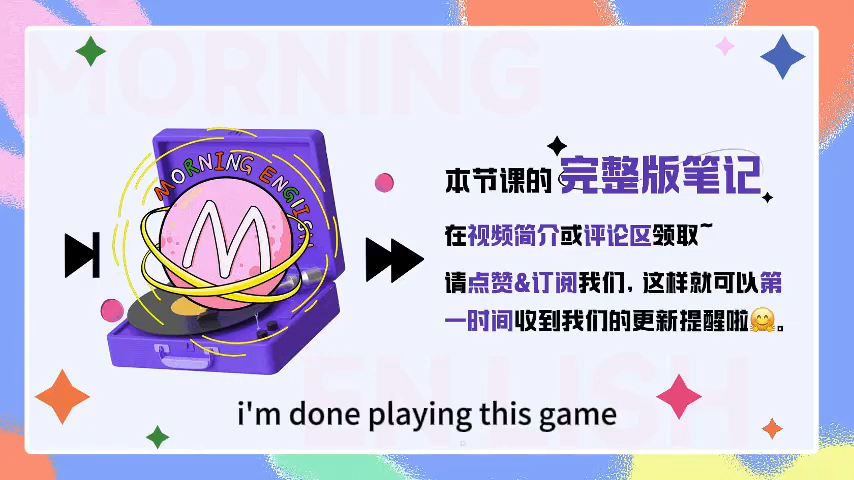 MORNING
MORNING ENGlISH
M
本节课的 完整版笔记
在视频简介或评论区领取~
请点赞&订阅我们，这样就可以第
一时间收到我们的更新提醒啦🤗。
ENGLISH
i'm done playing this game